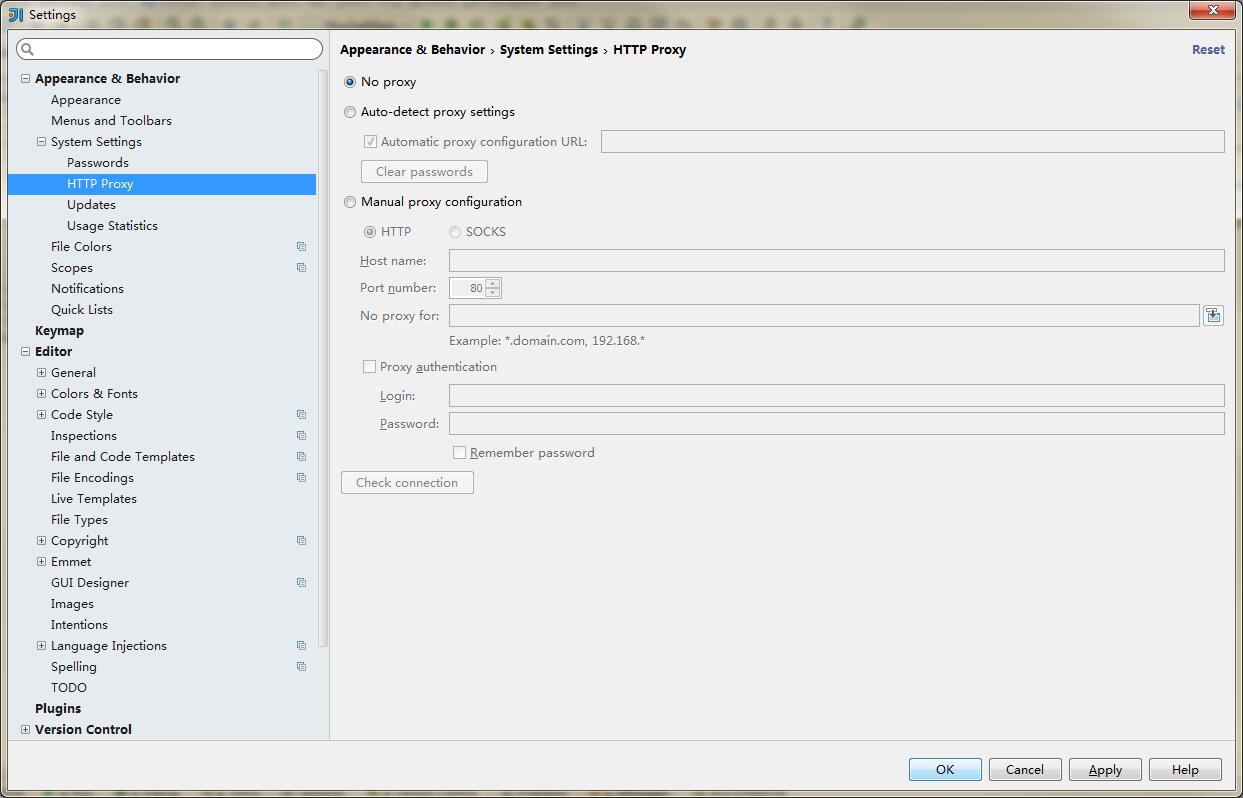 Settings
Appearance & Behavior
Appearance
Menus and Toolbars
System Settings
Passwords
HTTP Proxy
Updates
Usage Statistics
File Colors
Scopes
Notifications
Quick Lists
Keymap
Editor
General
Colors & Fonts
Code Style
Inspections
File and Code Templates
File Encodings
Live Templates
File Types
Copyright
Emmet
GUI Designer
Images
Intentions
Language Injections
Spelling
TODO
Plugins
Version Control
Appearance & Behavior › System Settings › HTTP Proxy
Reset
No proxy
Auto-detect proxy settings
Automatic proxy configuration URL:
Clear passwords
Manual proxy configuration
HTTP SOCKS
Host name:
Port number: 80
No proxy for:
Example: *.domain.com, 192.168.*
Proxy authentication
Login:
Password:
Remember password
Check connection
OK Cancel Apply Help